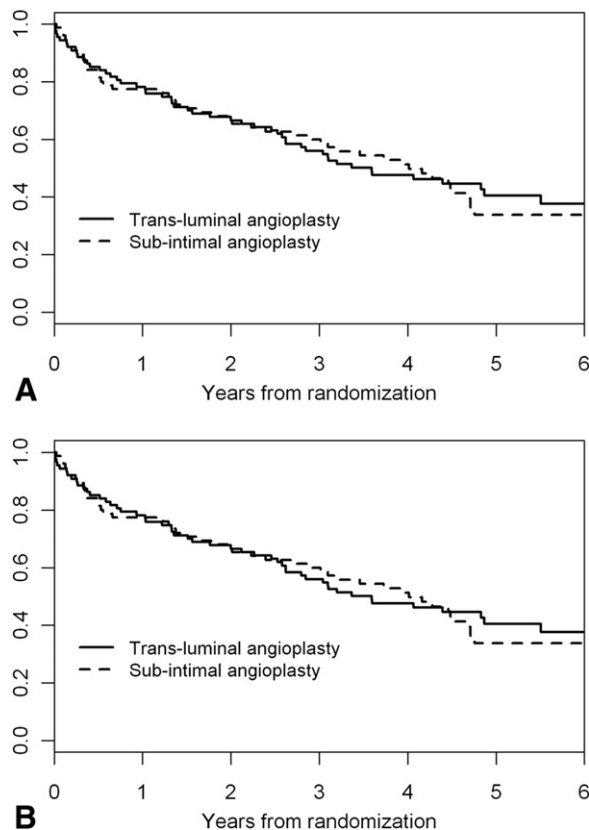 1.0
0.8
0.6
0.4
0.2
0.0
Trans-luminal angioplasty
Sub-intimal angioplasty
0 1 2 3 4 5 6
Years from randomization
A
1.0
0.8
0.6
0.4
0.2
0.0
Trans-luminal angioplasty
Sub-intimal angioplasty
0 1 2 3 4 5 6
Years from randomization
B